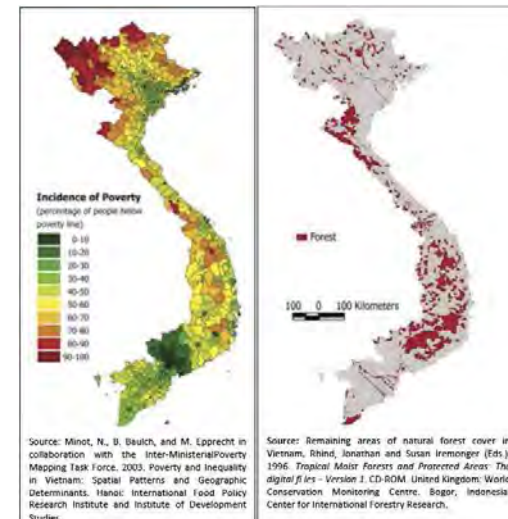 Incidence of Poverty
(percentage of people below
poverty line)
0-10
10-20
20-30
30-40
40-50
50-60
60-70
70-80
80-90
90-100
Source: Minot, N., B. Baulch, and M. Epprecht in
collaboration with the Inter-MinisterialPoverty
Mapping Task Force. 2003. Poverty and Inequality
in Vietnam: Spatial Patterns and Geographic
Determinants. Hanoi: International Food Policy
Research Institute and Institute of Development
Studies
Forest
100 0 100 Kilometers
Source: Remaining areas of natural forest cover in
Vietnam, Rhind, Jonathan and Susan Iremonger (Eds.)
1996. Tropical Moist Forests and Protected Areas: The
digital files - Version 1. CD-ROM. United Kingdom: World
Conservation Monitoring Centre. Bogor, Indonesia:
Center for International Forestry Research.